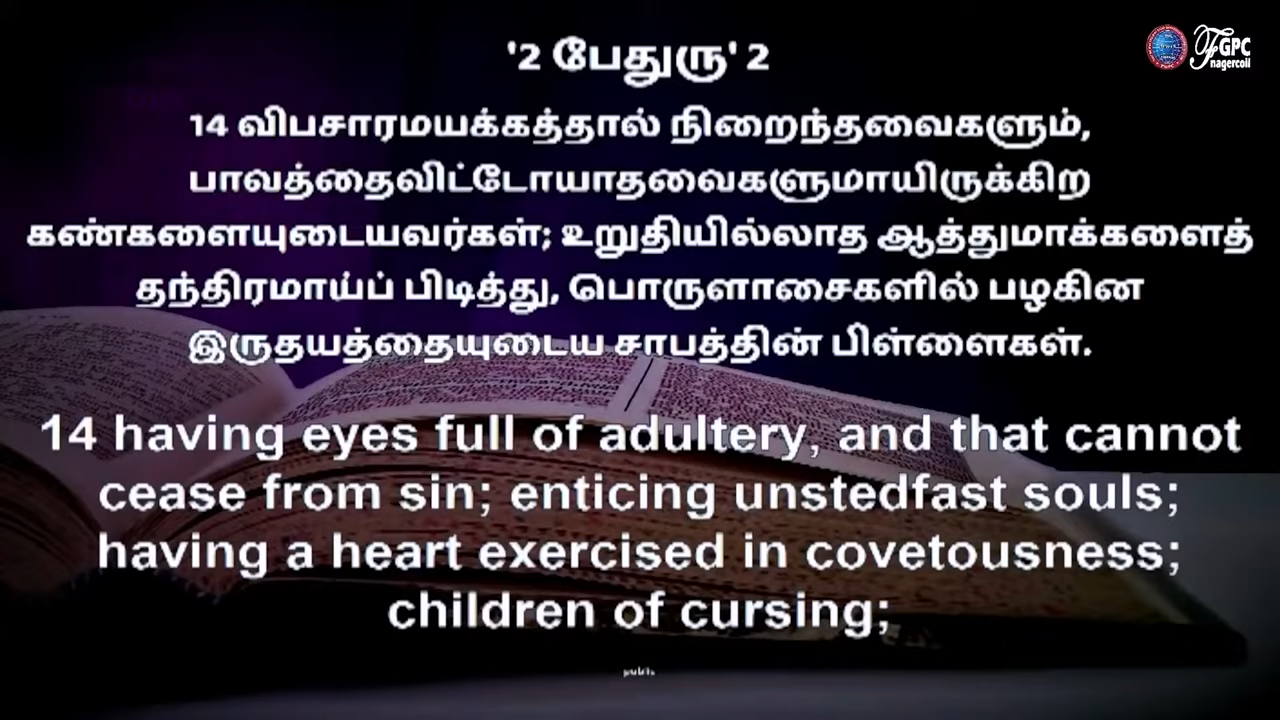 '2 பேதுரு' 2
FGPC
nagercoil
14 விபசாரமயக்கத்தால் நிறைந்தவைகளும்,
பாவத்தைவிட்டோயாதவைகளுமாயிருக்கிற
கண்களையுடையவர்கள்; உறுதியில்லாத ஆத்துமாக்களைத்
தந்திரமாய்ப் பிடித்து, பொருளாசைகளில் பழகின
இருதயத்தையுடைய சாபத்தின் பிள்ளைகள்.
14 having eyes full of adultery, and that cannot
cease from sin; enticing unstedfast souls;
having a heart exercised in covetousness;
children of cursing;